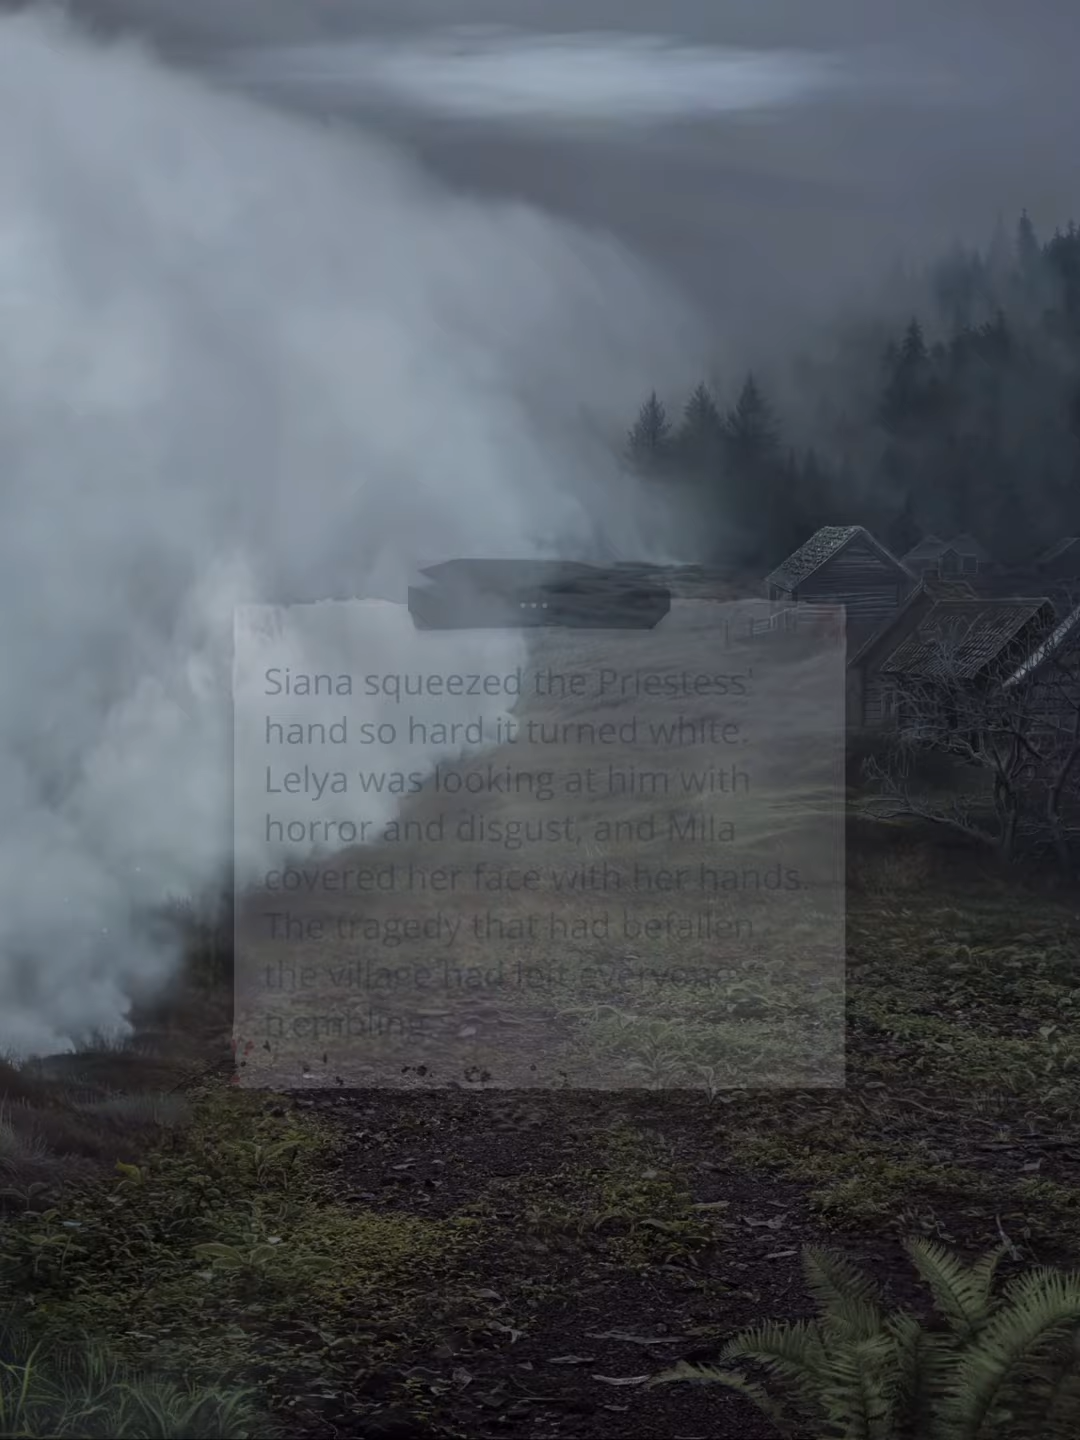 ...
Siana squeezed the Priestess'
hand so hard it turned white.
Lelya was looking at him with
horror and disgust, and Mila
covered her face with her hands.
The tragedy that had befallen
the village had left everyone
trembling.